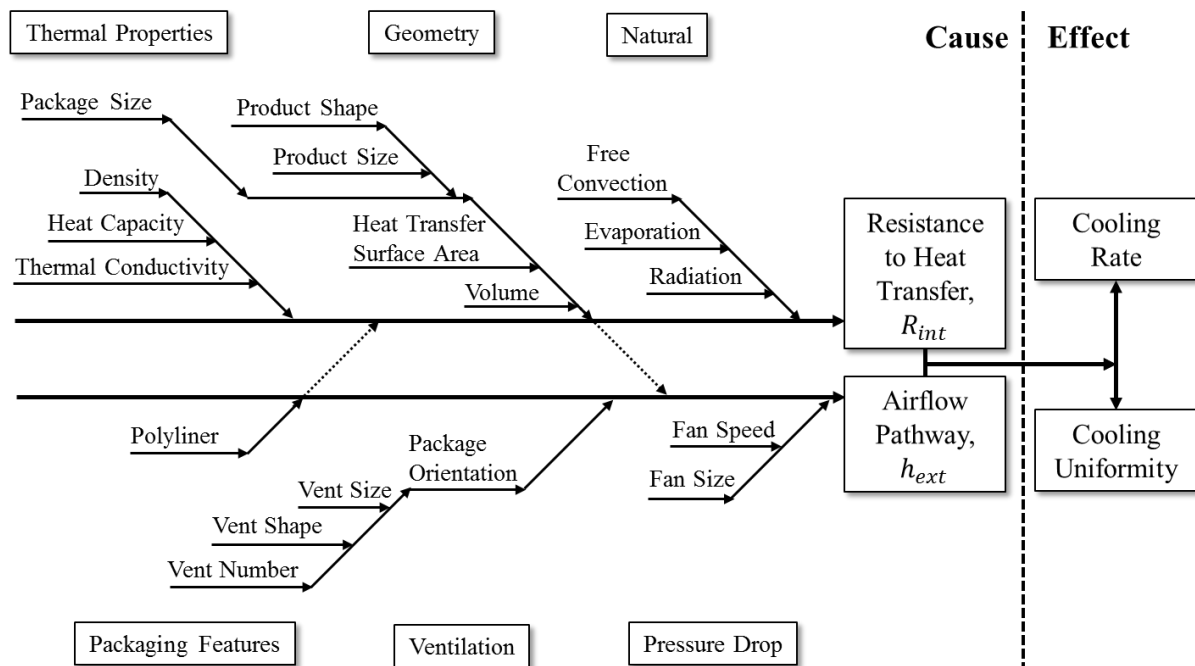 Thermal Properties
Geometry
Natural
Cause
Effect
Package Size
Product Shape
Product Size
Free
Convection
Density
Heat Capacity
Thermal Conductivity
Heat Transfer
Surface Area
Volume
Evaporation
Radiation
Resistance
to Heat
Transfer,
R_int
Cooling
Rate
Polyliner
Package
Orientation
Vent Size
Vent Shape
Vent Number
Fan Speed
Fan Size
Airflow
Pathway,
h_ext
Cooling
Uniformity
Packaging Features
Ventilation
Pressure Drop